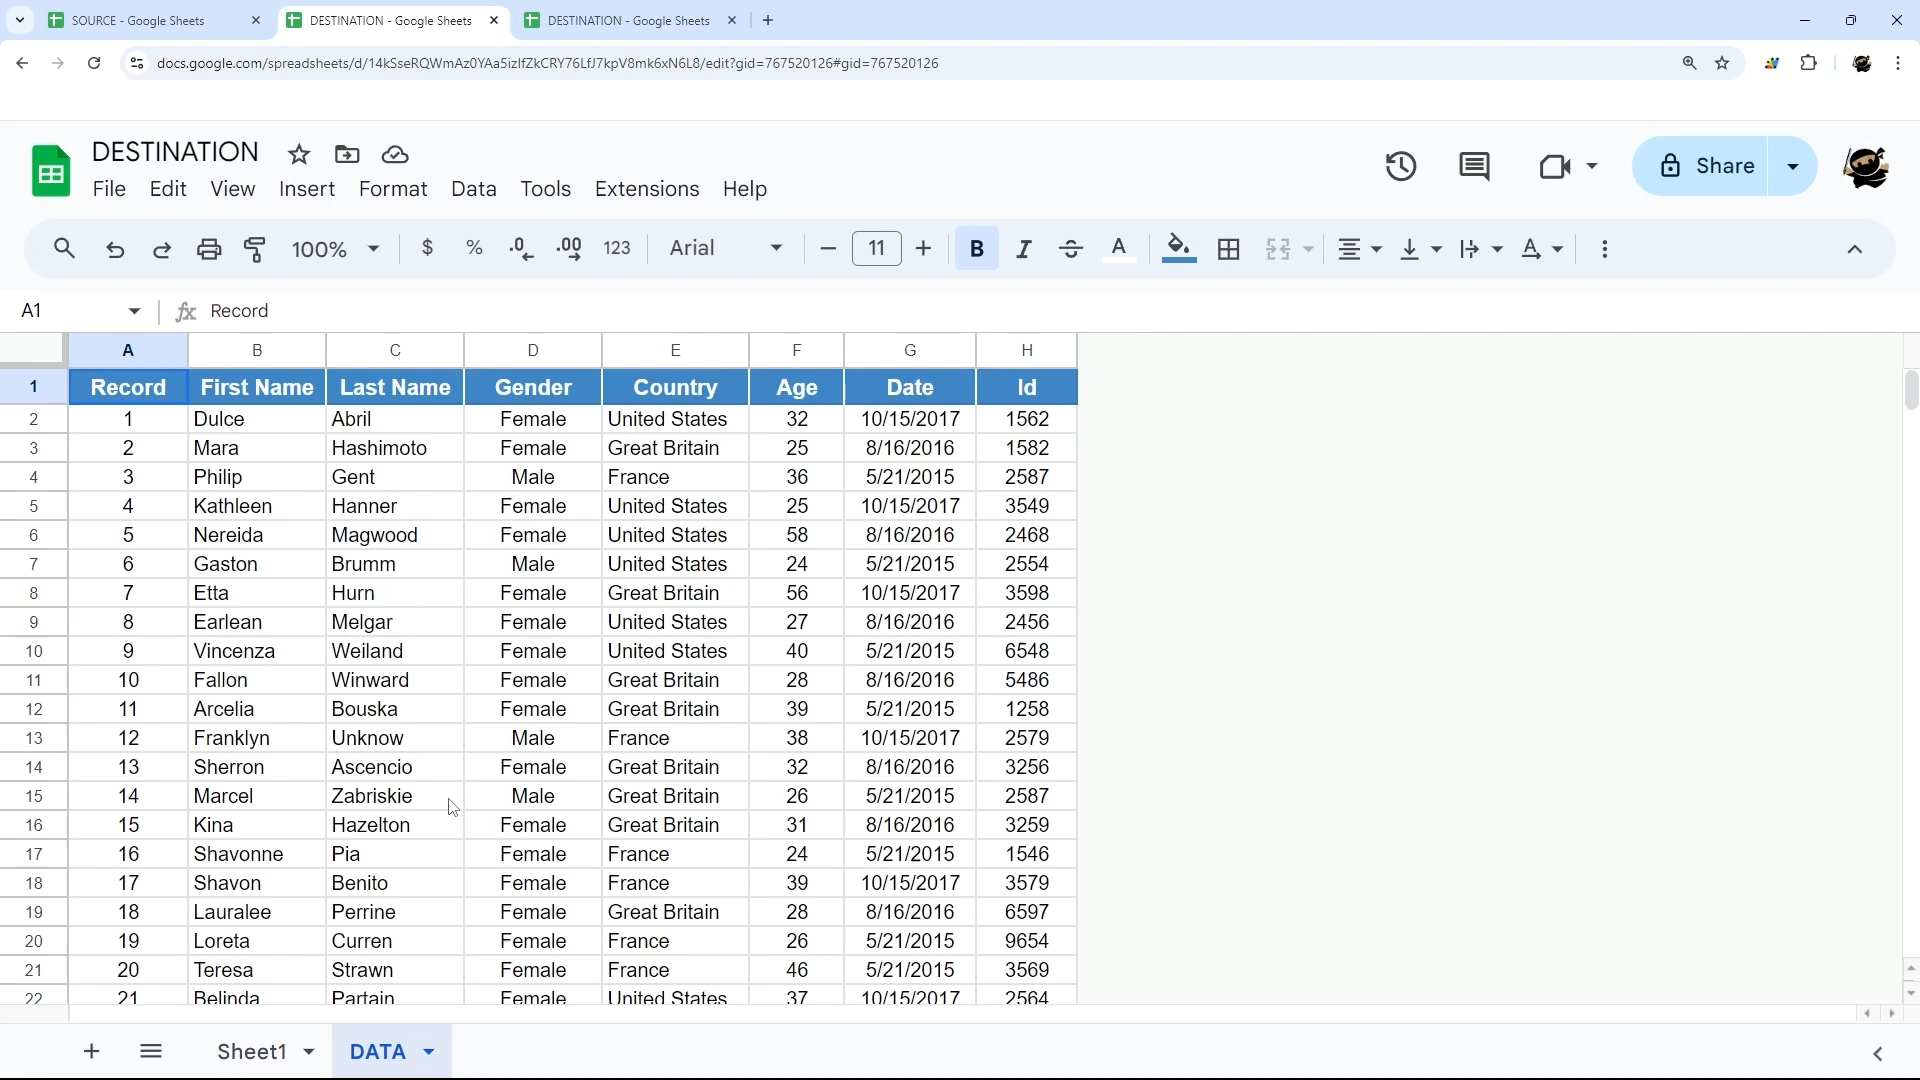 SOURCE - Google Sheets
DESTINATION - Google Sheets
DESTINATION - Google Sheets
docs.google.com/spreadsheets/d/14kSseRQWmAz0YAa5izlfZkCRY76LfJ7kpV8mk6xN6L8/edit?gid=767520126#gid=767520126
DESTINATION
File Edit View Insert Format Data Tools Extensions Help
Share
100% $ % .0 .00 123 Arial 11 B I S A A
A1 fx Record
A B C D E F G H
1 Record First Name Last Name Gender Country Age Date Id
2 1 Dulce Abril Female United States 32 10/15/2017 1562
3 2 Mara Hashimoto Female Great Britain 25 8/16/2016 1582
4 3 Philip Gent Male France 36 5/21/2015 2587
5 4 Kathleen Hanner Female United States 25 10/15/2017 3549
6 5 Nereida Magwood Female United States 58 8/16/2016 2468
7 6 Gaston Brumm Male United States 24 5/21/2015 2554
8 7 Etta Hurn Female Great Britain 56 10/15/2017 3598
9 8 Earlean Melgar Female United States 27 8/16/2016 2456
10 9 Vincenza Weiland Female United States 40 5/21/2015 6548
11 10 Fallon Winward Female Great Britain 28 8/16/2016 5486
12 11 Arcelia Bouska Female Great Britain 39 5/21/2015 1258
13 12 Franklyn Unknow Male France 38 10/15/2017 2579
14 13 Sherron Ascencio Female Great Britain 32 8/16/2016 3256
15 14 Marcel Zabriskie Male Great Britain 26 5/21/2015 2587
16 15 Kina Hazelton Female Great Britain 31 8/16/2016 3259
17 16 Shavonne Pia Female France 24 5/21/2015 1546
18 17 Shavon Benito Female France 39 10/15/2017 3579
19 18 Lauralee Perrine Female Great Britain 28 8/16/2016 6597
20 19 Loreta Curren Female France 26 5/21/2015 9654
21 20 Teresa Strawn Female France 46 5/21/2015 3569
22 21 Belinda Partain Female United States 37 10/15/2017 2564
Sheet1 DATA